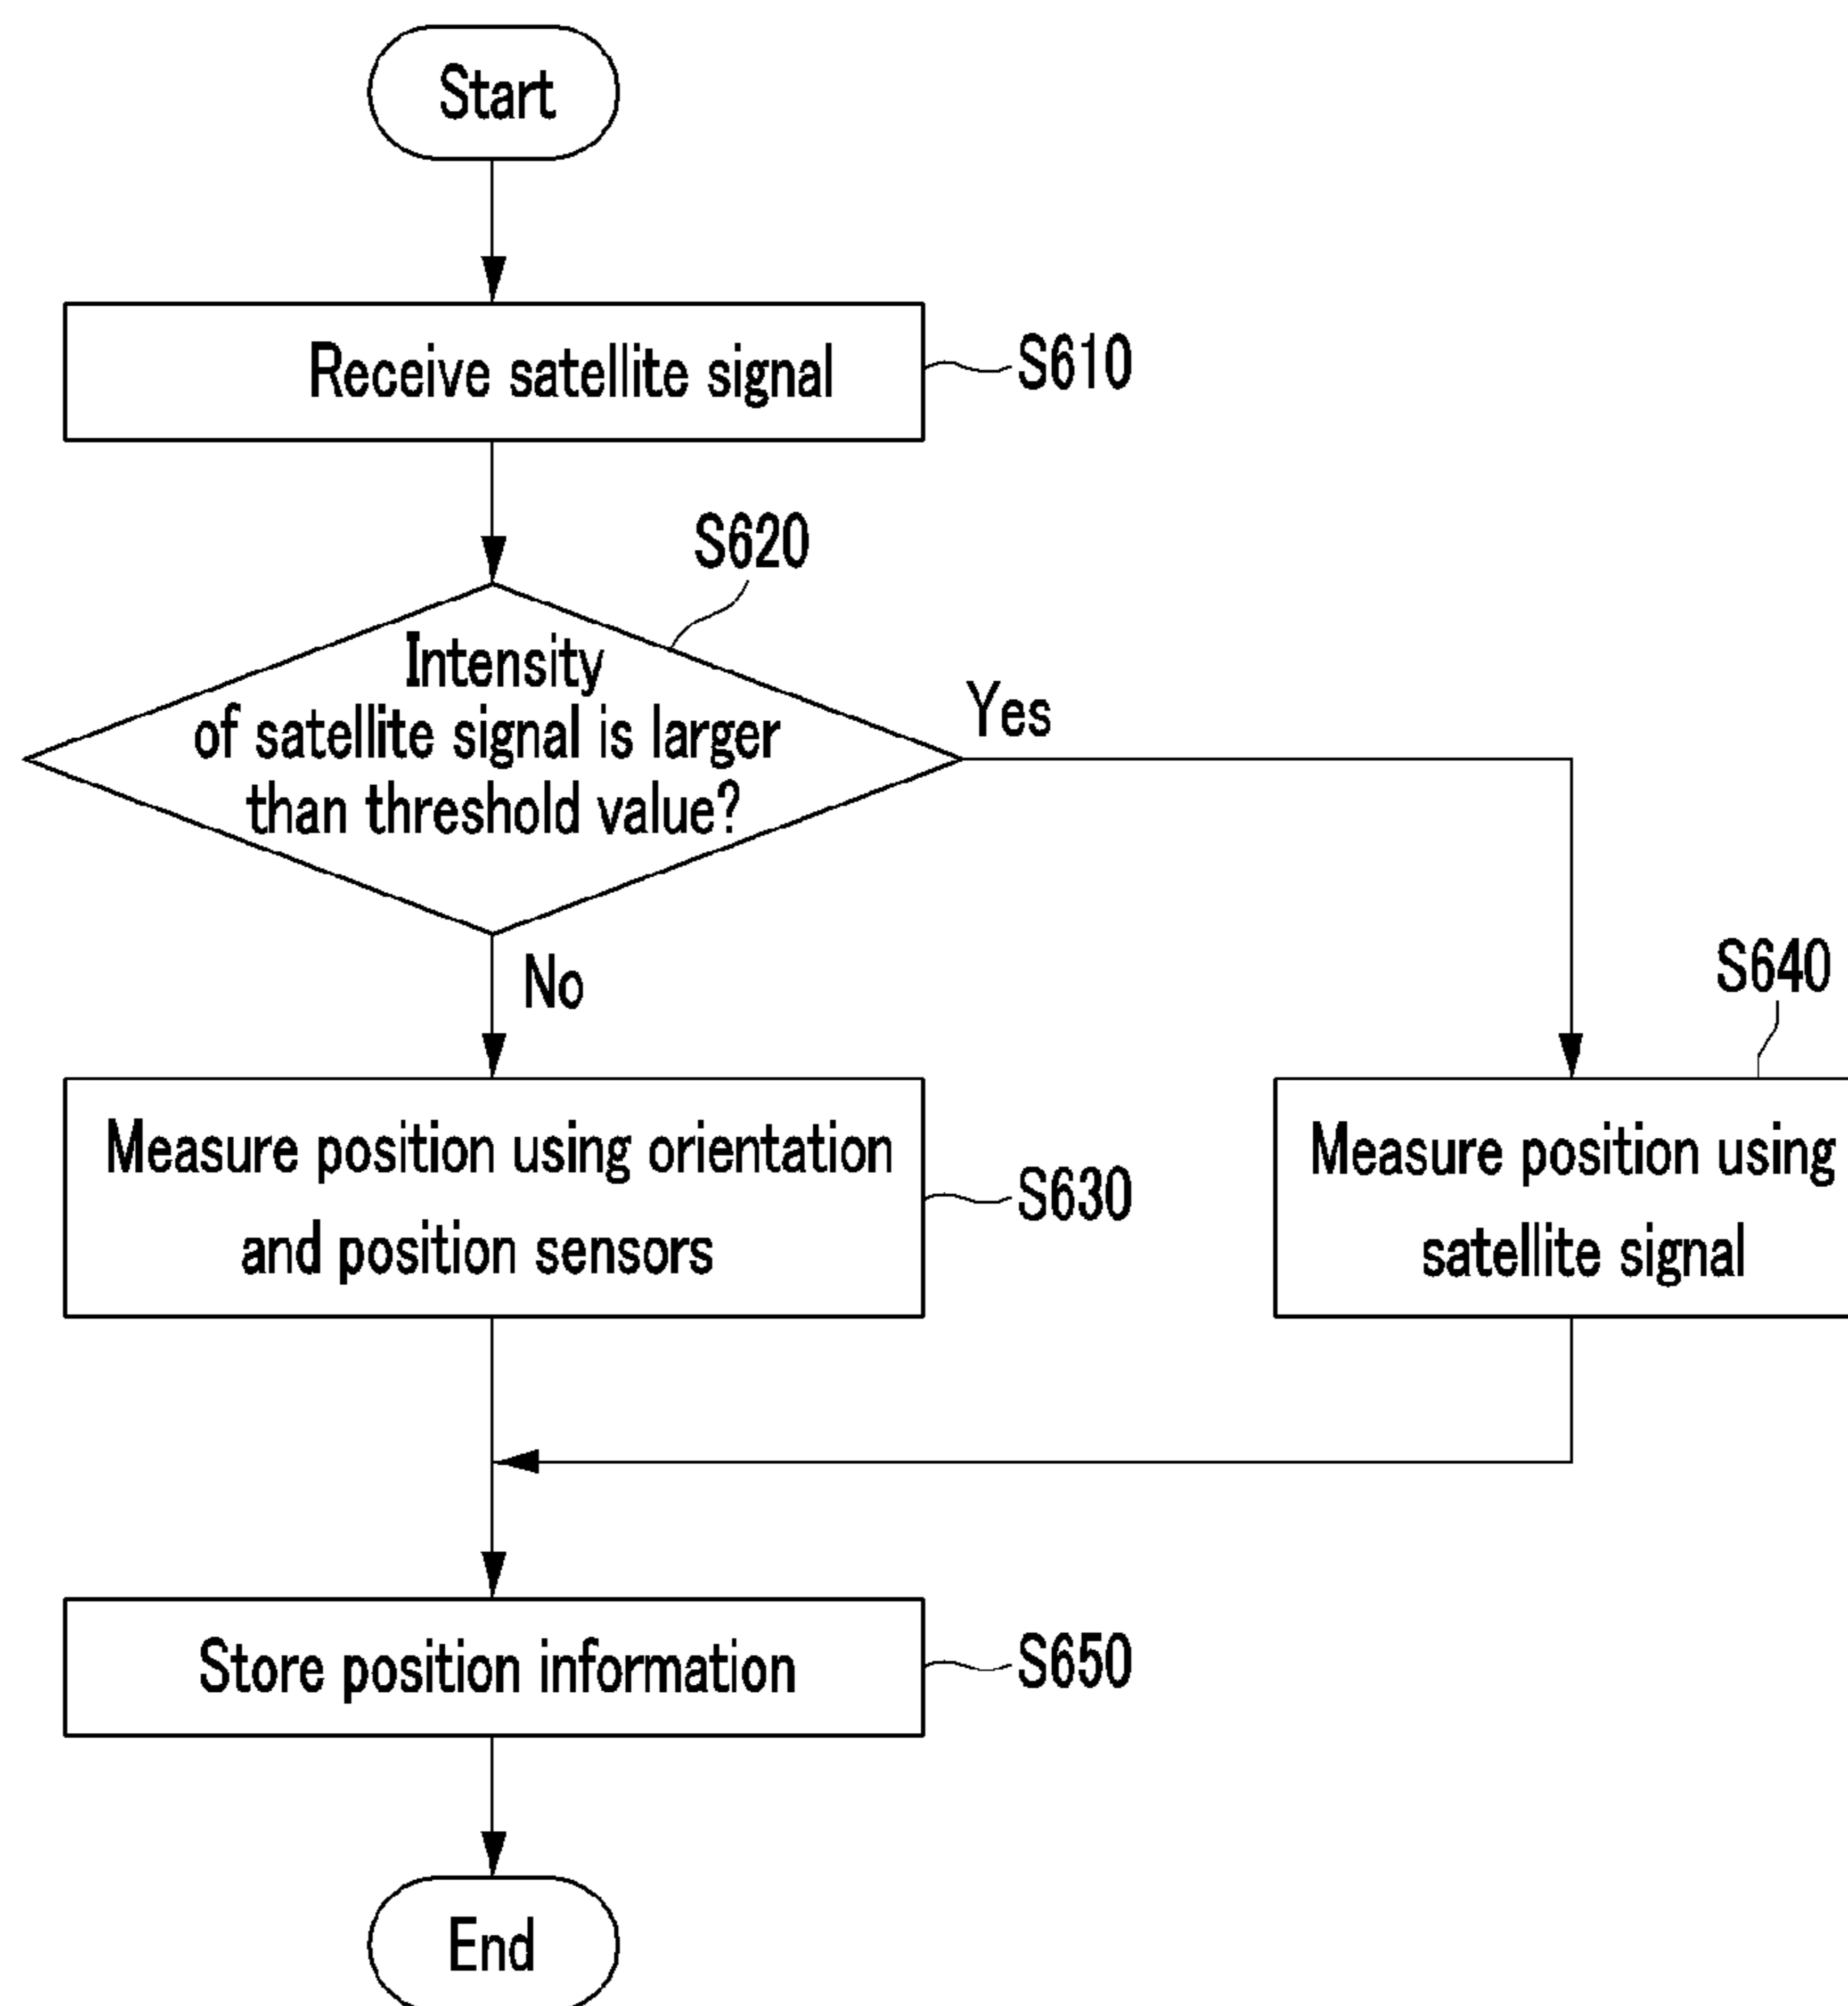 Start
Receive satellite signal
S610
S620
Intensity
of satellite signal is larger
than threshold value?
Yes
No
S640
Measure position using orientation
and position sensors
S630
Measure position using
satellite signal
Store position information
S650
End